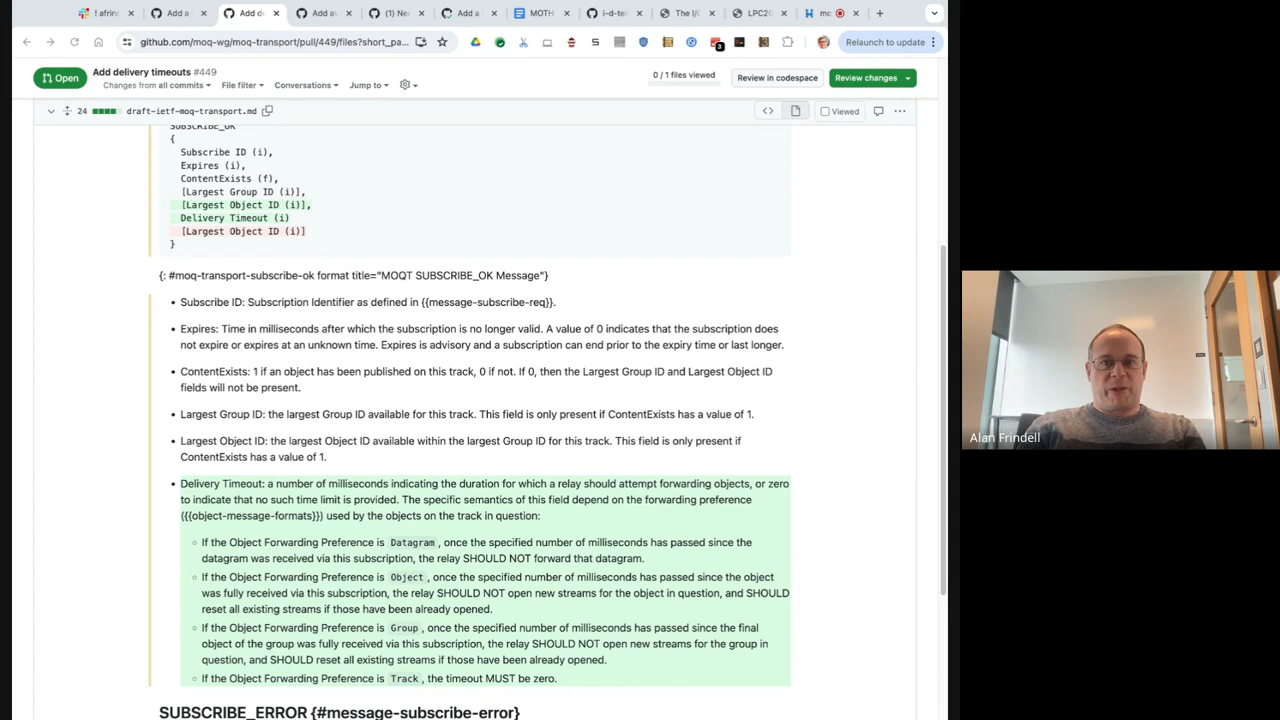 ! afrind
Add a
Add d
Add av
(1) Ne
Add a
MOTH
i-d-ter
The I/
LPC20
mo
github.com/moq-wg/moq-transport/pull/449/files?short_pa...
3
Relaunch to update
Open
Add delivery timeouts #449
Changes from all commits
File filter
Conversations
Jump to
0 / 1 files viewed
Review in codespace
Review changes
24
draft-ietf-moq-transport.md
Viewed
SUBSCRIBE_OK
{
Subscribe ID (i),
Expires (i),
ContentExists (f),
[Largest Group ID (i)],
[Largest Object ID (i)],
Delivery Timeout (i)
[Largest Object ID (i)]
}
{: #moq-transport-subscribe-ok format title="MOQT SUBSCRIBE_OK Message"}
• Subscribe ID: Subscription Identifier as defined in {{message-subscribe-req}}.
• Expires: Time in milliseconds after which the subscription is no longer valid. A value of 0 indicates that the subscription does
not expire or expires at an unknown time. Expires is advisory and a subscription can end prior to the expiry time or last longer.
• ContentExists: 1 if an object has been published on this track, 0 if not. If 0, then the Largest Group ID and Largest Object ID
fields will not be present.
• Largest Group ID: the largest Group ID available for this track. This field is only present if ContentExists has a value of 1.
• Largest Object ID: the largest Object ID available within the largest Group ID for this track. This field is only present if
ContentExists has a value of 1.
• Delivery Timeout: a number of milliseconds indicating the duration for which a relay should attempt forwarding objects, or zero
to indicate that no such time limit is provided. The specific semantics of this field depend on the forwarding preference
({{object-message-formats}}) used by the objects on the track in question:
◦ If the Object Forwarding Preference is Datagram, once the specified number of milliseconds has passed since the
datagram was received via this subscription, the relay SHOULD NOT forward that datagram.
◦ If the Object Forwarding Preference is Object, once the specified number of milliseconds has passed since the object
was fully received via this subscription, the relay SHOULD NOT open new streams for the object in question, and SHOULD
reset all existing streams if those have been already opened.
◦ If the Object Forwarding Preference is Group, once the specified number of milliseconds has passed since the final
object of the group was fully received via this subscription, the relay SHOULD NOT open new streams for the group in
question, and SHOULD reset all existing streams if those have been already opened.
◦ If the Object Forwarding Preference is Track, the timeout MUST be zero.
SUBSCRIBE_ERROR {#message-subscribe-error}
Alan Frindell